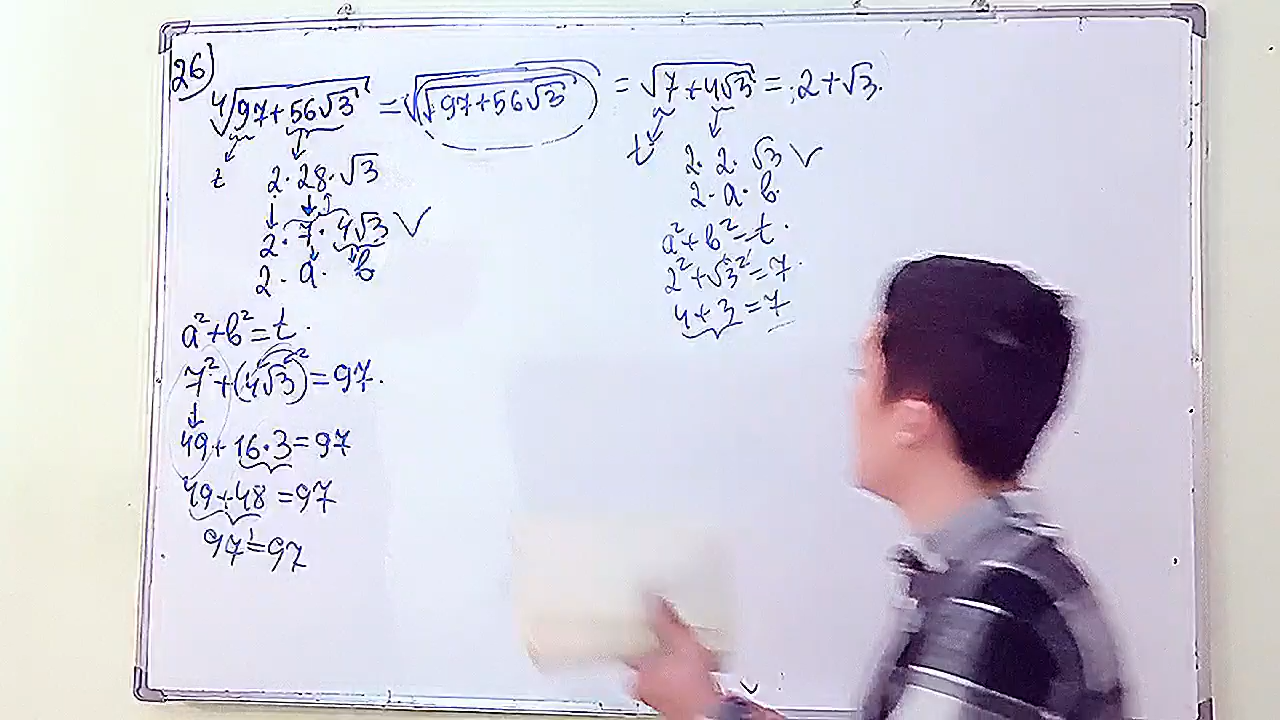 26)
⁴√(97+56√3) = √(√(97+56√3)) = √(7+4√3) = 2+√3.
t 2·28·√3
2·7·4√3 ✓
2·a·b
a²+b²=t.
7²+(4√3)²=97.
49+16·3=97
49+48=97
97=97
t 2·2·√3 ✓
2·a·b
a²+b²=t.
2²+√3²=7.
4+3=7